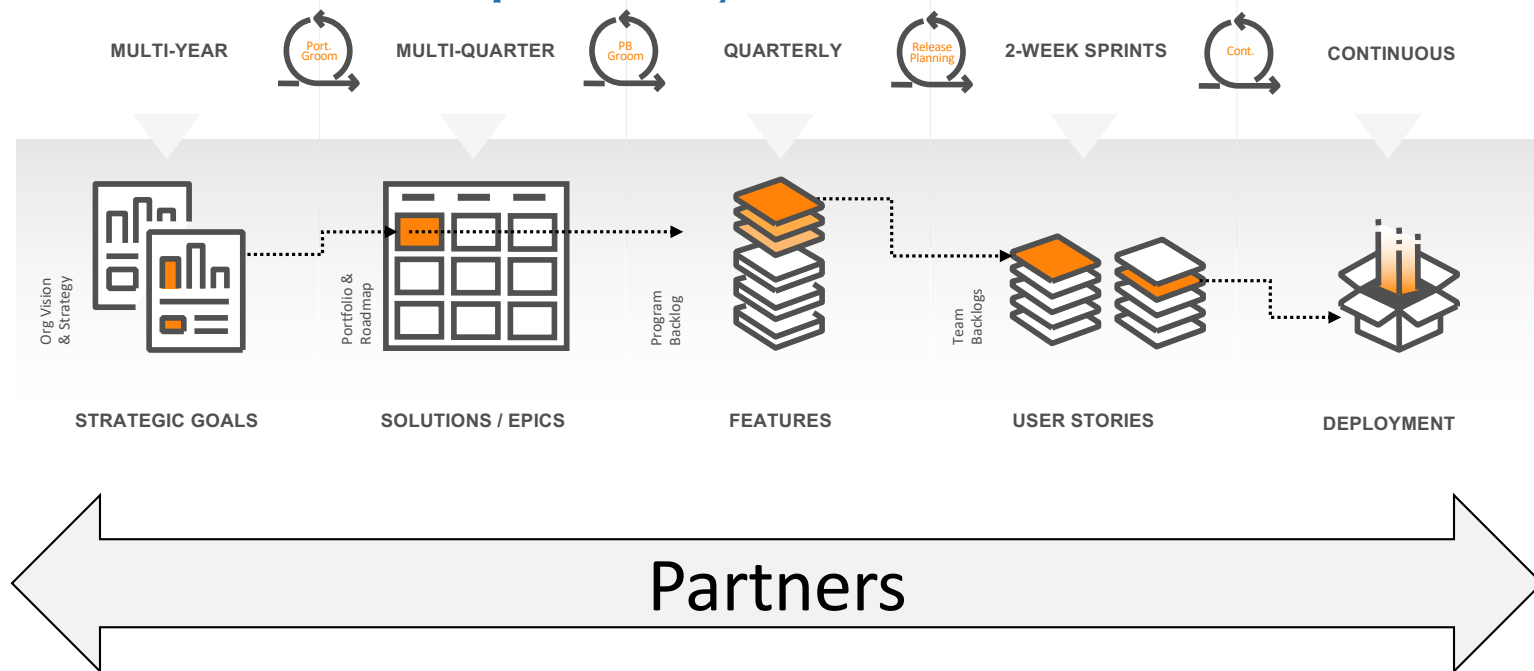 MULTI-YEAR
Port.
Groom
MULTI-QUARTER
PB
Groom
QUARTERLY
Release
Planning
2-WEEK SPRINTS
Cont.
CONTINUOUS
Org Vision
& Strategy
Portfolio &
Roadmap
Program
Backlog
Team
Backlogs
STRATEGIC GOALS
SOLUTIONS / EPICS
FEATURES
USER STORIES
DEPLOYMENT
Partners